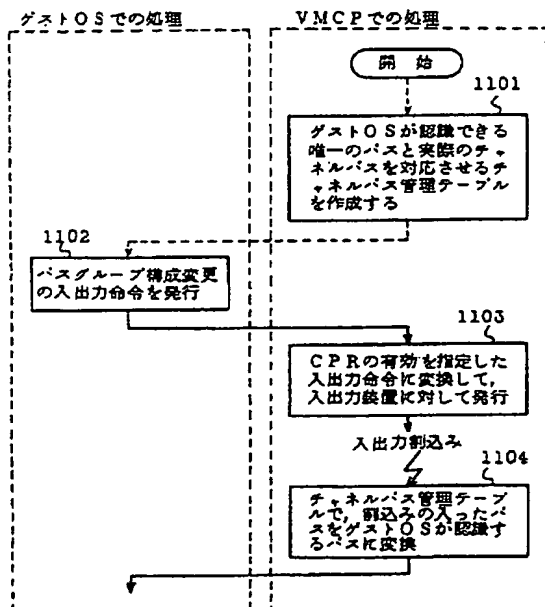 ゲストOSでの処理
VMCPでの処理
開始
1101
ゲストOSが認識できる
唯一のパスと実際のチャ
ネルパスを対応させるチ
ャネルパス管理テーブル
を作成する
1102
パスグループ構成変更
の入出力命令を発行
1103
CPRの有効を指定した
入出力命令に変換して,
入出力装置に対して発行
入出力割込み
1104
チャネルパス管理テーブ
ルで,割込みの入ったパ
スをゲストOSが認識す
るパスに変換